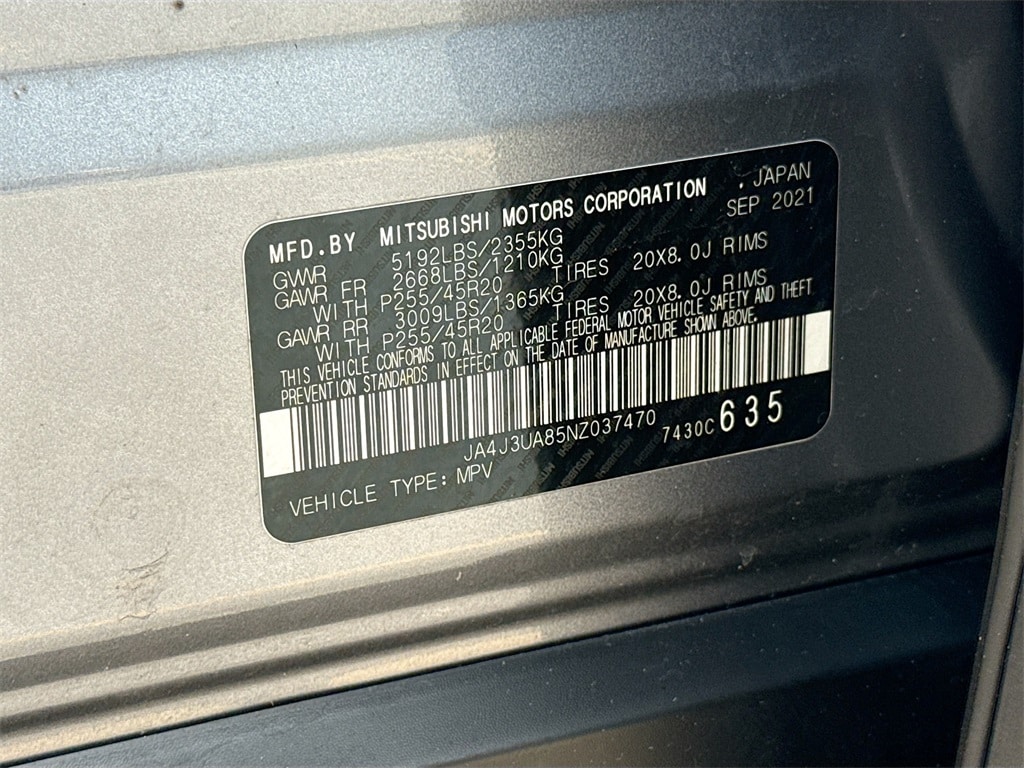 MFD.BY MITSUBISHI MOTORS CORPORATION . JAPAN
SEP 2021
GWWR 5192LBS/2355KG
GAWR FR 2668LBS/1210KG
WITH P255/45R20 TIRES 20X8.0J RIMS
GAWR RR 3009LBS/1365KG
WITH P255/45R20 TIRES 20X8.0J RIMS
THIS VEHICLE CONFORMS TO ALL APPLICABLE FEDERAL MOTOR VEHICLE SAFETY AND THEFT
PREVENTION STANDARDS IN EFFECT ON THE DATE OF MANUFACTURE SHOWN ABOVE.
JA4J3UA85NZ037470 7430C 635
VEHICLE TYPE: MPV